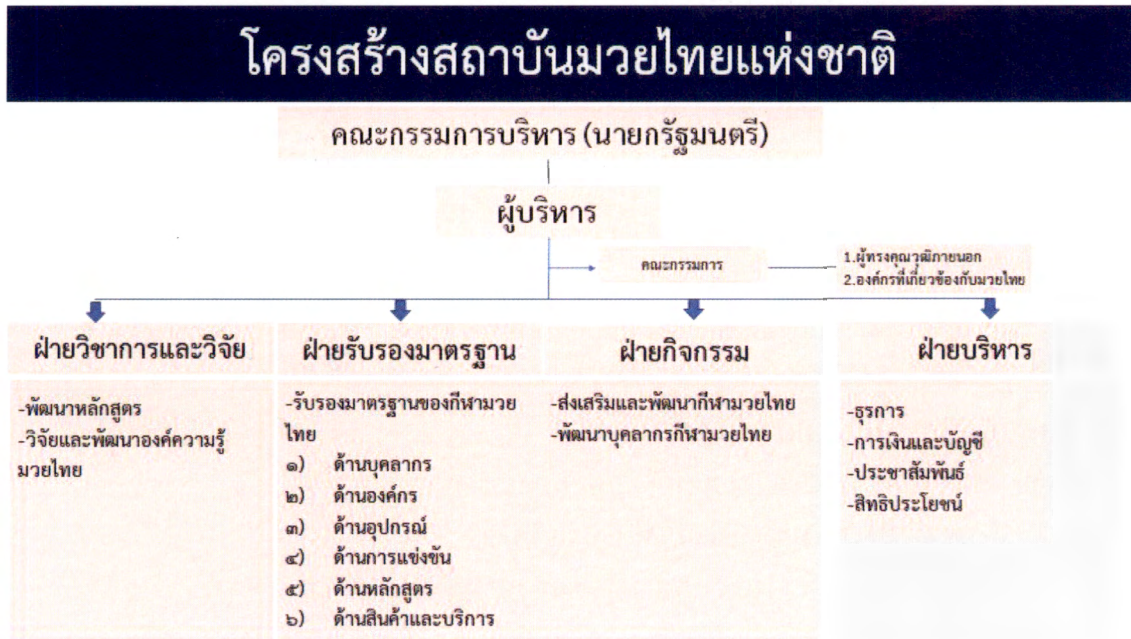 โครงสร้างสถาบันมวยไทยแห่งชาติ
คณะกรรมการบริหาร (นายกรัฐมนตรี)
ผู้บริหาร
คณะกรรมการ
1.ผู้ทรงคุณวุฒิภายนอก
2.องค์กรที่เกี่ยวข้องกับมวยไทย
ฝ่ายวิชาการและวิจัย
-พัฒนาหลักสูตร
-วิจัยและพัฒนาองค์ความรู้
มวยไทย
ฝ่ายรับรองมาตรฐาน
-รับรองมาตรฐานของกีฬามวย
ไทย
๑) ด้านบุคลากร
๒) ด้านองค์กร
๓) ด้านอุปกรณ์
๔) ด้านการแข่งขัน
๕) ด้านหลักสูตร
๖) ด้านสินค้าและบริการ
ฝ่ายกิจกรรม
-ส่งเสริมและพัฒนากีฬามวยไทย
-พัฒนาบุคลากรกีฬามวยไทย
ฝ่ายบริหาร
-ธุรการ
-การเงินและบัญชี
-ประชาสัมพันธ์
-สิทธิประโยชน์